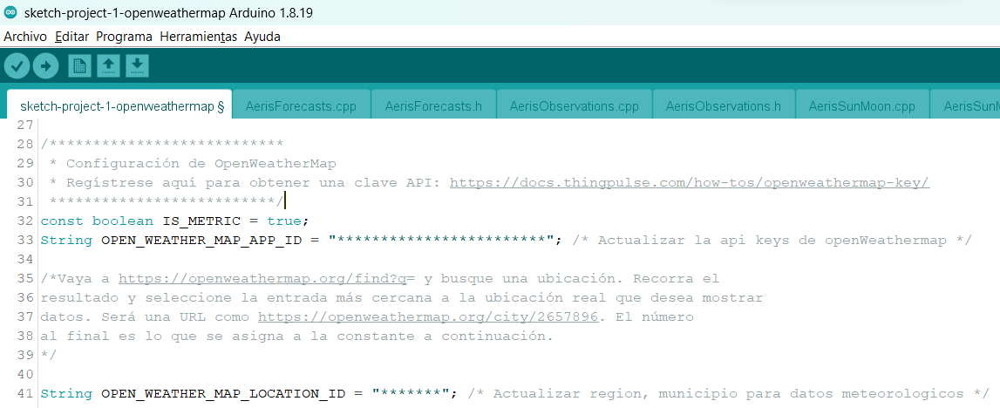 sketch-project-1-openweathermap Arduino 1.8.19
Archivo Editar Programa Herramientas Ayuda
sketch-project-1-openweathermap § AerisForecasts.cpp AerisForecasts.h AerisObservations.cpp AerisObservations.h AerisSunMoon.cpp AerisSunM
27
28 /***************************
29 * Configuración de OpenWeatherMap
30 * Regístrese aquí para obtener una clave API: https://docs.thingpulse.com/how-tos/openweathermap-key/
31 **************************/
32 const boolean IS_METRIC = true;
33 String OPEN_WEATHER_MAP_APP_ID = "************************"; /* Actualizar la api keys de openWeathermap */
34
35 /*Vaya a https://openweathermap.org/find?q= y busque una ubicación. Recorra el
36 resultado y seleccione la entrada más cercana a la ubicación real que desea mostrar
37 datos. Será una URL como https://openweathermap.org/city/2657896. El número
38 al final es lo que se asigna a la constante a continuación.
39 */
40
41 String OPEN_WEATHER_MAP_LOCATION_ID = "*******"; /* Actualizar region, municipio para datos meteorologicos */